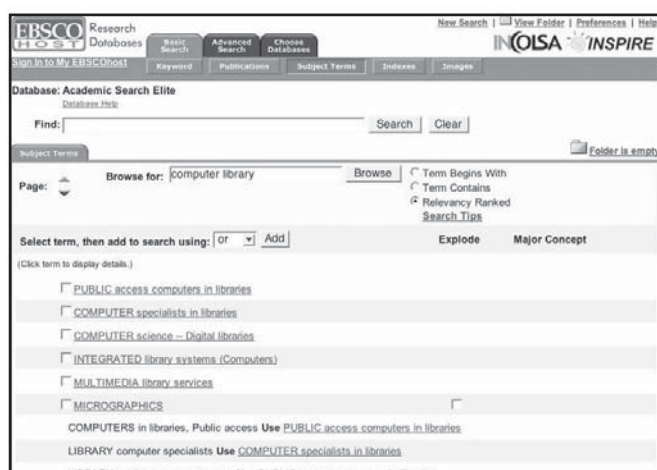 New Search | View Folder | Preferences | Help
EBSCO HOST Research Databases
Basic Search Advanced Search Choose Databases
INCOLSA INSPIRE
Sign In to My EBSCOhost Keyword Publications Subject Terms Indexes Images
Database: Academic Search Elite
Database Help
Find: Search Clear
Subject Terms Folder is empty
Page: Browse for: computer library Browse Term Begins With
Term Contains
Relevancy Ranked
Search Tips
Select term, then add to search using: or Add Explode Major Concept
(Click term to display details.)
PUBLIC access computers in libraries
COMPUTER specialists in libraries
COMPUTER science -- Digital libraries
INTEGRATED library systems (Computers)
MULTIMEDIA library services
MICROGRAPHICS
COMPUTERS in libraries, Public access Use PUBLIC access computers in libraries
LIBRARY computer specialists Use COMPUTER specialists in libraries